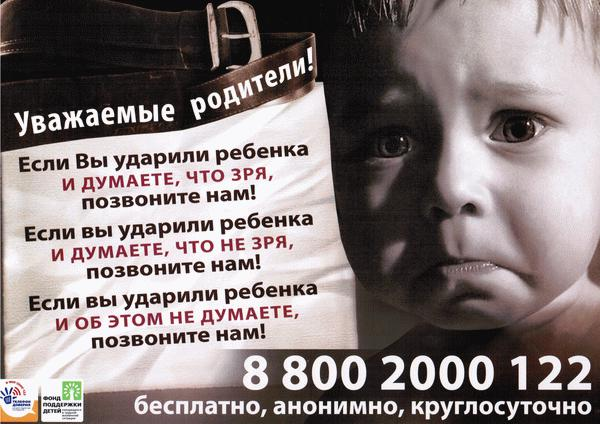 Уважаемые родители!
Если Вы ударили ребенка
И ДУМАЕТЕ, ЧТО ЗРЯ,
позвоните нам!
Если вы ударили ребенка
И ДУМАЕТЕ, ЧТО НЕ ЗРЯ,
позвоните нам!
Если вы ударили ребенка
И ОБ ЭТОМ НЕ ДУМАЕТЕ,
позвоните нам!
8 800 2000 122
бесплатно, анонимно, круглосуточно
ТЕЛЕФОН
ДОВЕРИЯ
ФОНД
ПОДДЕРЖКИ
ДЕТЕЙ